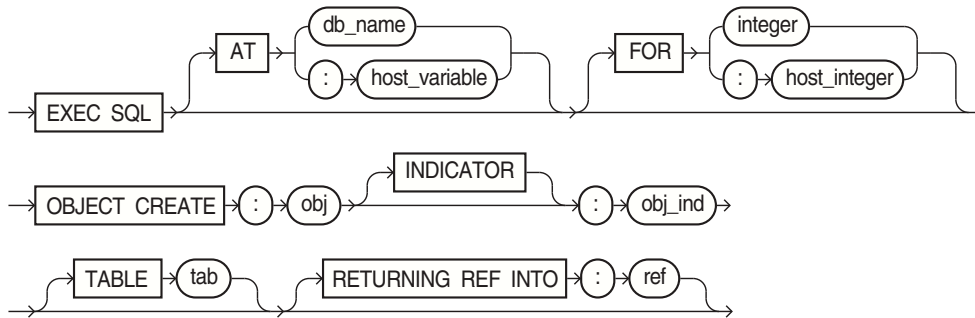 AT db_name FOR integer
: host_variable : host_integer
EXEC SQL
INDICATOR
OBJECT CREATE : obj : obj_ind
TABLE tab RETURNING REF INTO : ref